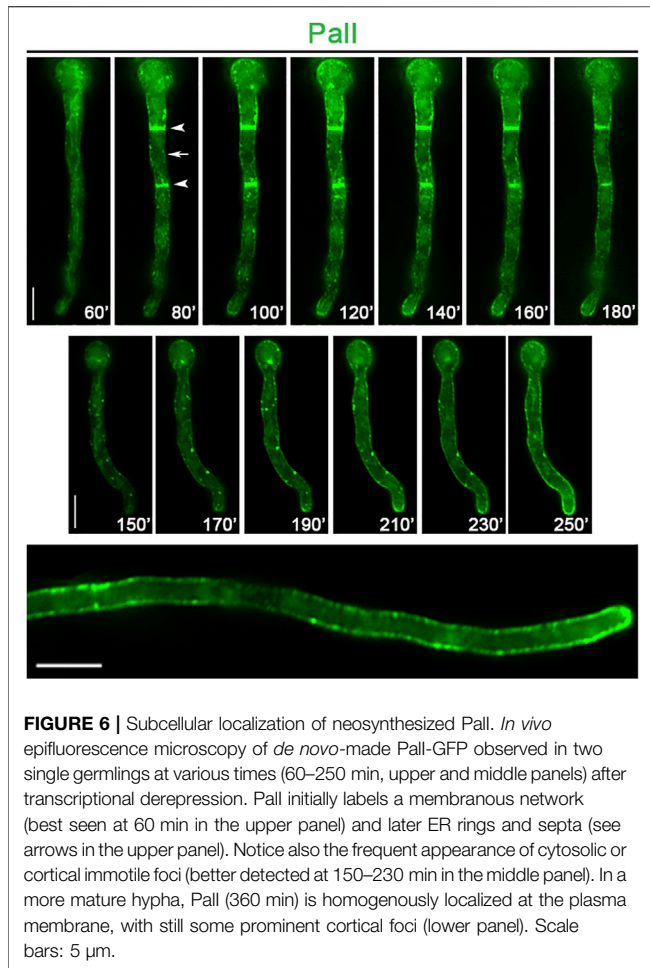 PalI
60' 80' 100' 120' 140' 160' 180'
150' 170' 190' 210' 230' 250'
FIGURE 6 | Subcellular localization of neosynthesized PalI. In vivo
epifluorescence microscopy of de novo-made PalI-GFP observed in two
single germlings at various times (60–250 min, upper and middle panels) after
transcriptional derepression. PalI initially labels a membranous network
(best seen at 60 min in the upper panel) and later ER rings and septa (see
arrows in the upper panel). Notice also the frequent appearance of cytosolic or
cortical immotile foci (better detected at 150–230 min in the middle panel). In a
more mature hypha, PalI (360 min) is homogenously localized at the plasma
membrane, with still some prominent cortical foci (lower panel). Scale
bars: 5 μm.